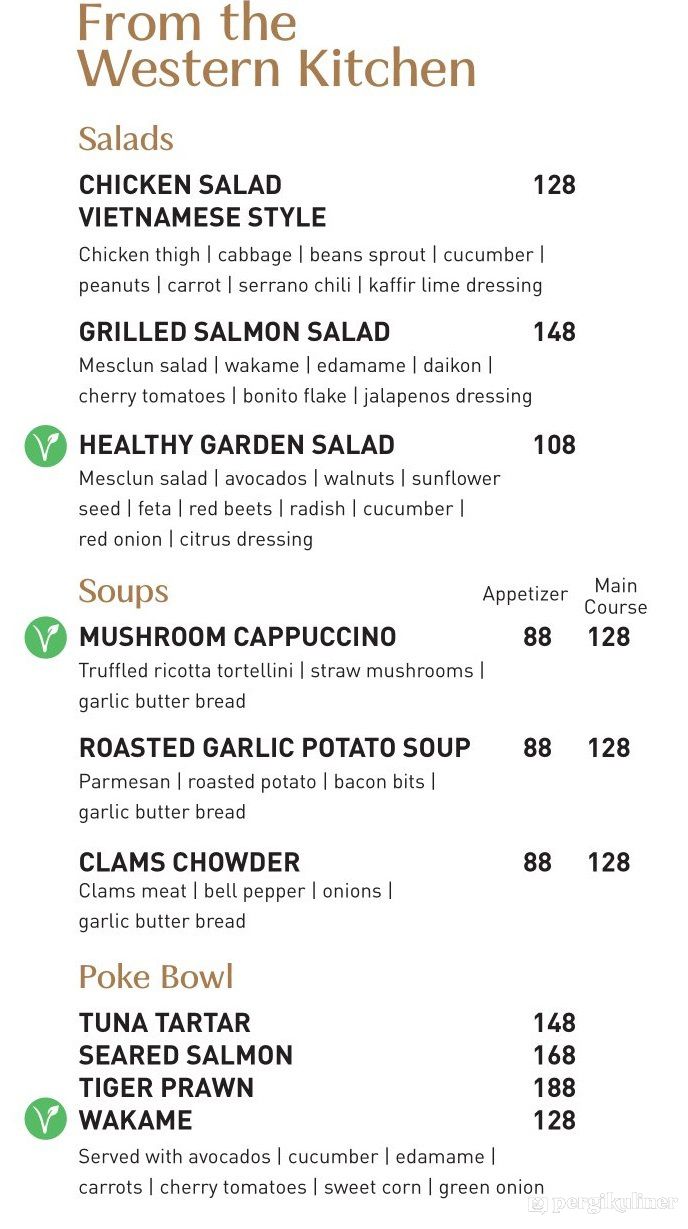 From the
Western Kitchen
Salads
CHICKEN SALAD 128
VIETNAMESE STYLE
Chicken thigh | cabbage | beans sprout | cucumber |
peanuts | carrot | serrano chili | kaffir lime dressing
GRILLED SALMON SALAD 148
Mesclun salad | wakame | edamame | daikon |
cherry tomatoes | bonito flake | jalapenos dressing
HEALTHY GARDEN SALAD 108
Mesclun salad | avocados | walnuts | sunflower
seed | feta | red beets | radish | cucumber |
red onion | citrus dressing
Soups Appetizer Main
Course
MUSHROOM CAPPUCCINO 88 128
Truffled ricotta tortellini | straw mushrooms |
garlic butter bread
ROASTED GARLIC POTATO SOUP 88 128
Parmesan | roasted potato | bacon bits |
garlic butter bread
CLAMS CHOWDER 88 128
Clams meat | bell pepper | onions |
garlic butter bread
Poke Bowl
TUNA TARTAR 148
SEARED SALMON 168
TIGER PRAWN 188
WAKAME 128
Served with avocados | cucumber | edamame |
carrots | cherry tomatoes | sweet corn | green onion
pergikuliner